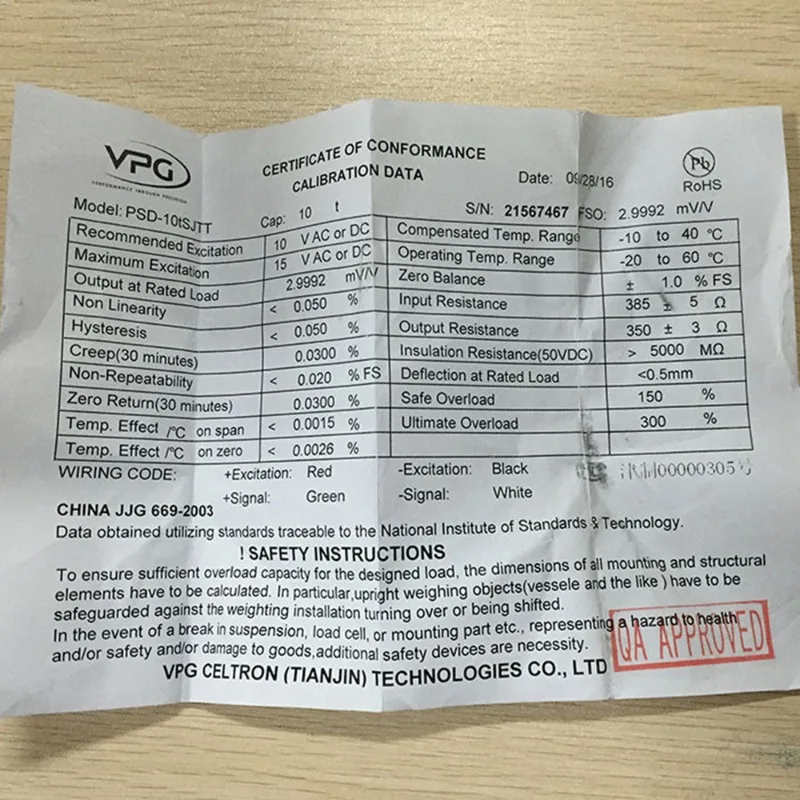 VPG
PERFORMANCE THROUGH PRECISION
CERTIFICATE OF CONFORMANCE
CALIBRATION DATA
Date: 09/28/16
Pb
RoHS
Model: PSD-10tSJTT Cap: 10 t S/N: 21567467 FSO: 2.9992 mV/V
Recommended Excitation 10 V AC or DC Compensated Temp. Range -10 to 40 ℃
Maximum Excitation 15 V AC or DC Operating Temp. Range -20 to 60 ℃
Output at Rated Load 2.9992 mV/V Zero Balance ± 1.0 % FS
Non Linearity < 0.050 % Input Resistance 385 ± 5 Ω
Hysteresis < 0.050 % Output Resistance 350 ± 3 Ω
Creep(30 minutes) 0.0300 % Insulation Resistance(50VDC) > 5000 MΩ
Non-Repeatability < 0.020 % FS Deflection at Rated Load <0.5mm
Zero Return(30 minutes) 0.0300 % Safe Overload 150 %
Temp. Effect /℃ on span < 0.0015 % Ultimate Overload 300 %
Temp. Effect /℃ on zero < 0.0026 %
WIRING CODE: +Excitation: Red -Excitation: Black
+Signal: Green -Signal: White
00000305号
CHINA JJG 669-2003
Data obtained utilizing standards traceable to the National Institute of Standards & Technology.
! SAFETY INSTRUCTIONS
To ensure sufficient overload capacity for the designed load, the dimensions of all mounting and structural
elements have to be calculated. In particular,upright weighing objects(vessele and the like ) have to be
safeguarded against the weighting installation turning over or being shifted.
In the event of a break in suspension, load cell, or mounting part etc., representing a hazard to health
and/or safety and/or damage to goods,additional safety devices are necessity.
QA APPROVED
VPG CELTRON (TIANJIN) TECHNOLOGIES CO., LTD